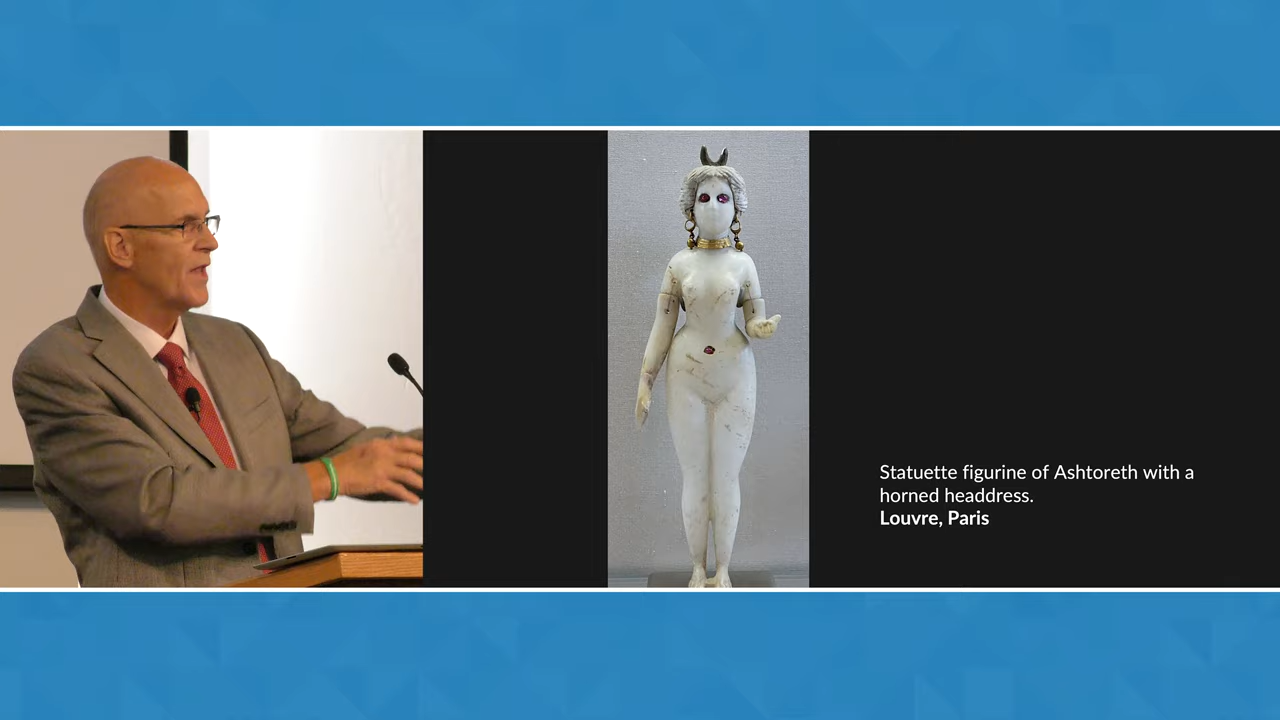 Statuette figurine of Ashtoreth with a
horned headdress.
Louvre, Paris